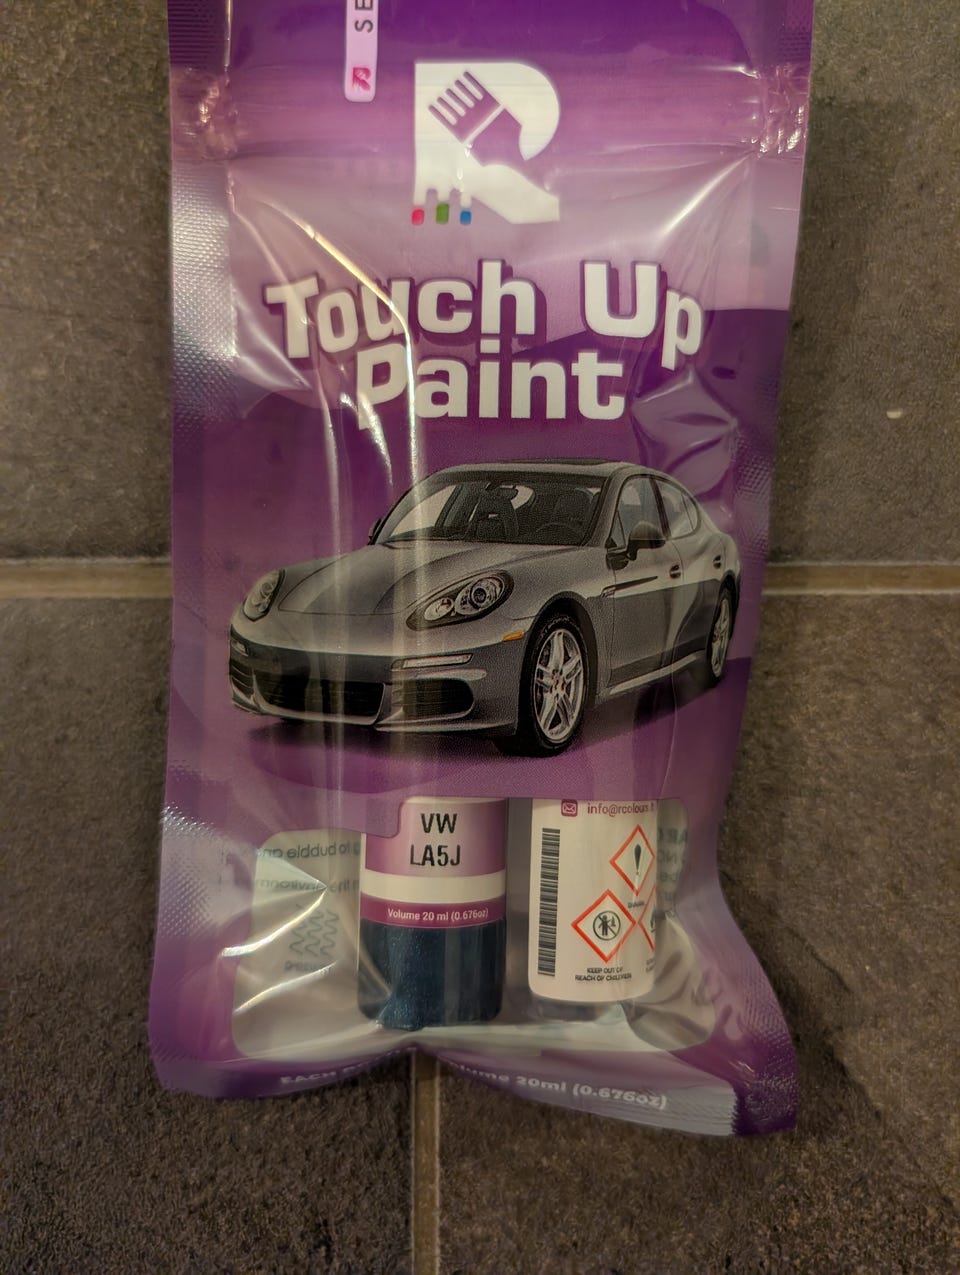 SE
Touch Up
Paint
info@rcolours.
VW
LA5J
Volume 20 ml (0.676oz)
KEEP OUT OF
REACH OF CHILDREN
EACH
Volume 20ml (0.676oz)